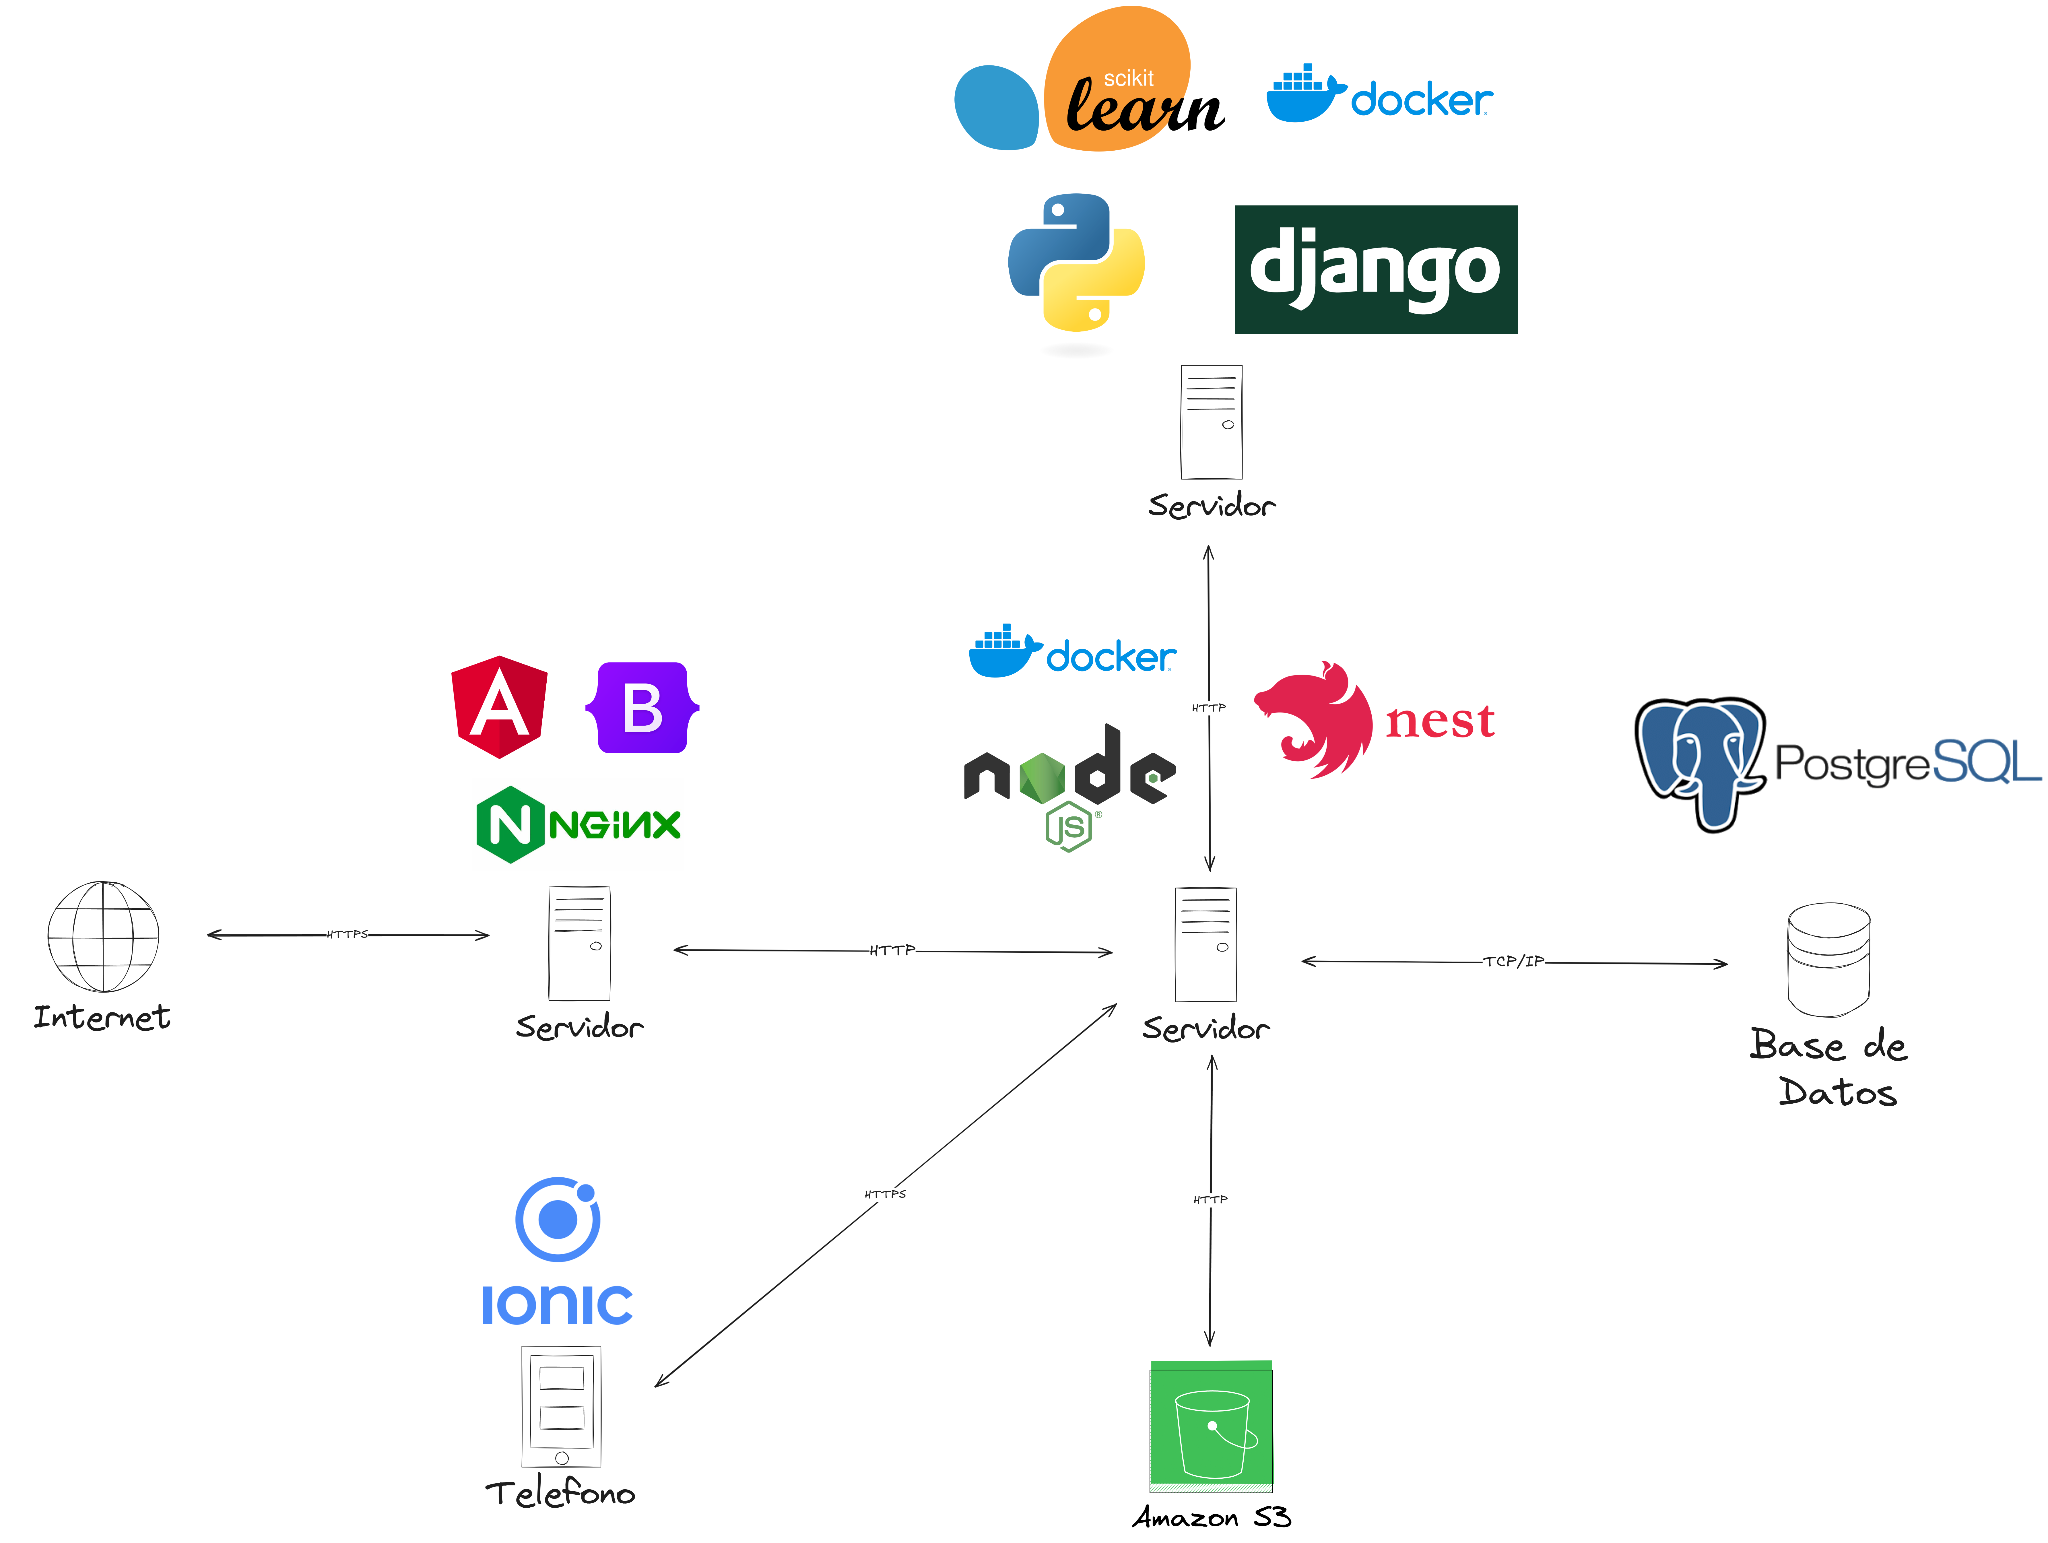 scikit
learn
docker
django
Servidor
docker
HTTP
nest
node
JS
PostgreSQL
A
B
N NGINX
HTTPS
HTTP
TCP/IP
Internet
Servidor
Servidor
Base de
Datos
HTTPS
HTTP
ionic
Telefono
Amazon S3